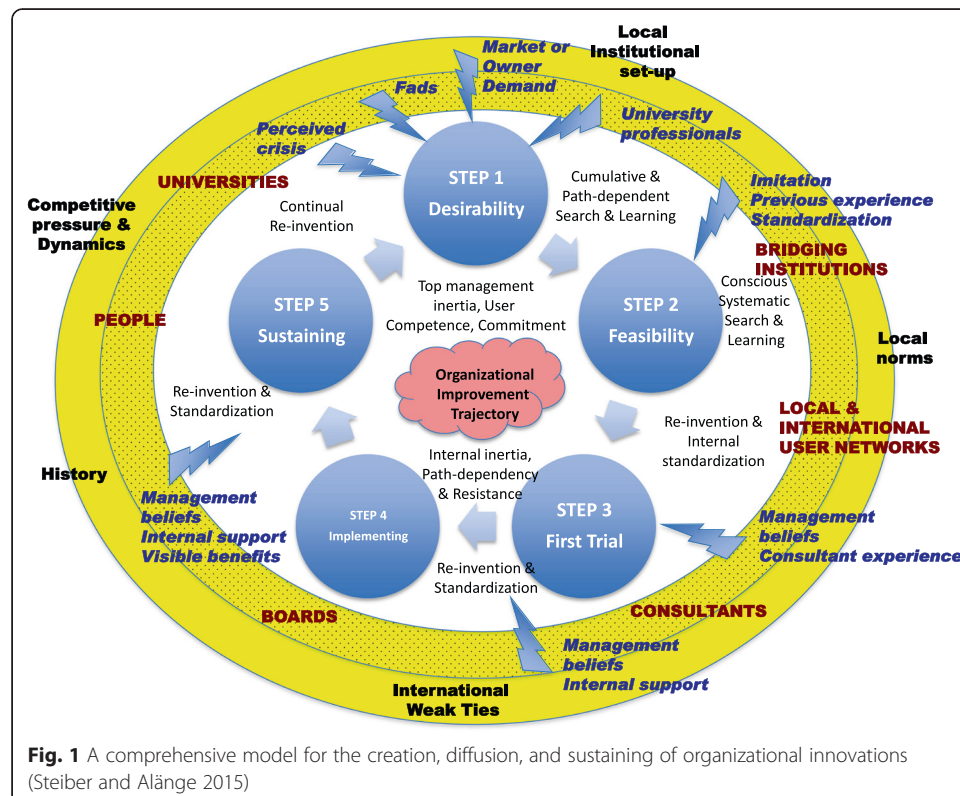 Local
Institutional
set-up
Market or
Owner
Demand
Fads
University
professionals
Perceived
crisis
UNIVERSITIES
STEP 1
Desirability
Cumulative &
Path-dependent
Search & Learning
Imitation
Previous experience
Standardization
Competitive
pressure &
Dynamics
Continual
Re-invention
BRIDGING
INSTITUTIONS
STEP 5
Sustaining
Top management
inertia, User
Competence, Commitment
STEP 2
Feasibility
Conscious
Systematic
Search &
Learning
PEOPLE
Local
norms
Organizational
Improvement
Trajectory
Re-invention &
Standardization
Re-invention &
Internal
standardization
LOCAL &
INTERNATIONAL
USER NETWORKS
History
Internal inertia,
Path-dependency
& Resistance
Management
beliefs
Internal support
Visible benefits
STEP 4
Implementing
STEP 3
First Trial
Management
beliefs
Consultant experience
Re-invention &
Standardization
BOARDS
CONSULTANTS
Management
beliefs
Internal support
International
Weak Ties
Fig. 1 A comprehensive model for the creation, diffusion, and sustaining of organizational innovations
(Steiber and Alänge 2015)